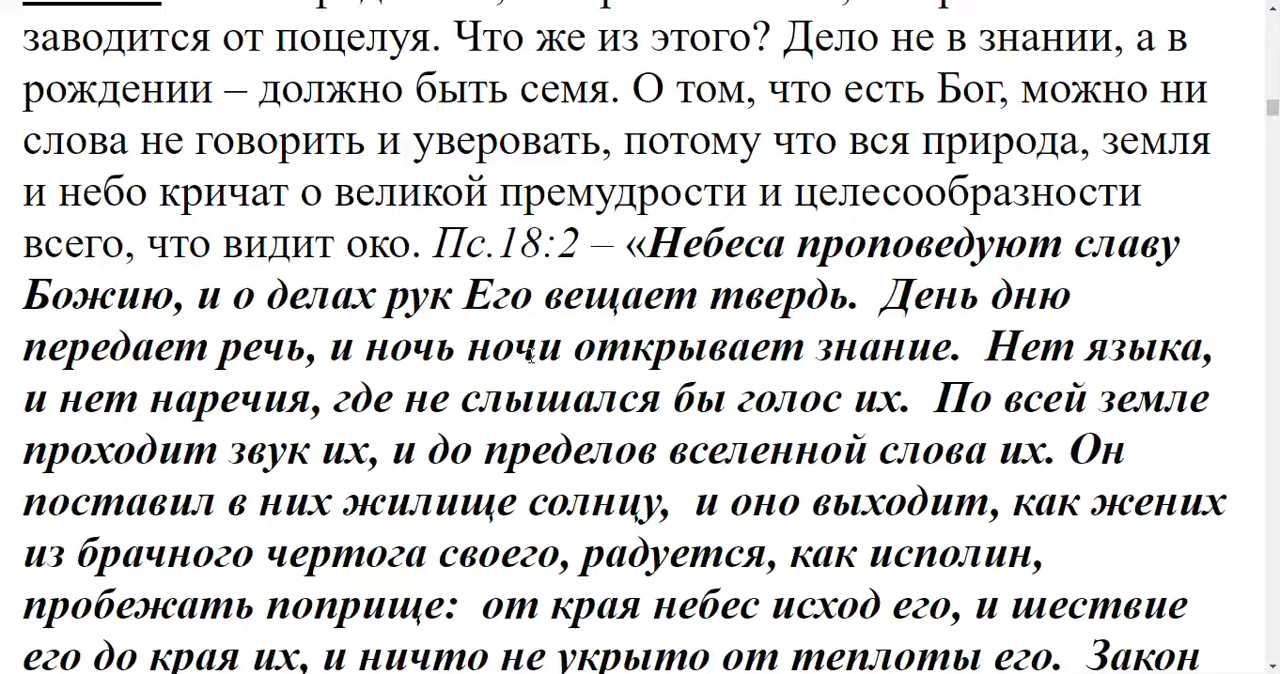 заводится от поцелуя. Что же из этого? Дело не в знании, а в
рождении – должно быть семя. О том, что есть Бог, можно ни
слова не говорить и уверовать, потому что вся природа, земля
и небо кричат о великой премудрости и целесообразности
всего, что видит око. Пс.18:2 – «Небеса проповедуют славу
Божию, и о делах рук Его вещает твердь.  День дню
передает речь, и ночь ночи открывает знание.  Нет языка,
и нет наречия, где не слышался бы голос их.  По всей земле
проходит звук их, и до пределов вселенной слова их. Он
поставил в них жилище солнцу,  и оно выходит, как жених
из брачного чертога своего, радуется, как исполин,
пробежать поприще:  от края небес исход его, и шествие
его до края их, и ничто не укрыто от теплоты его.  Закон